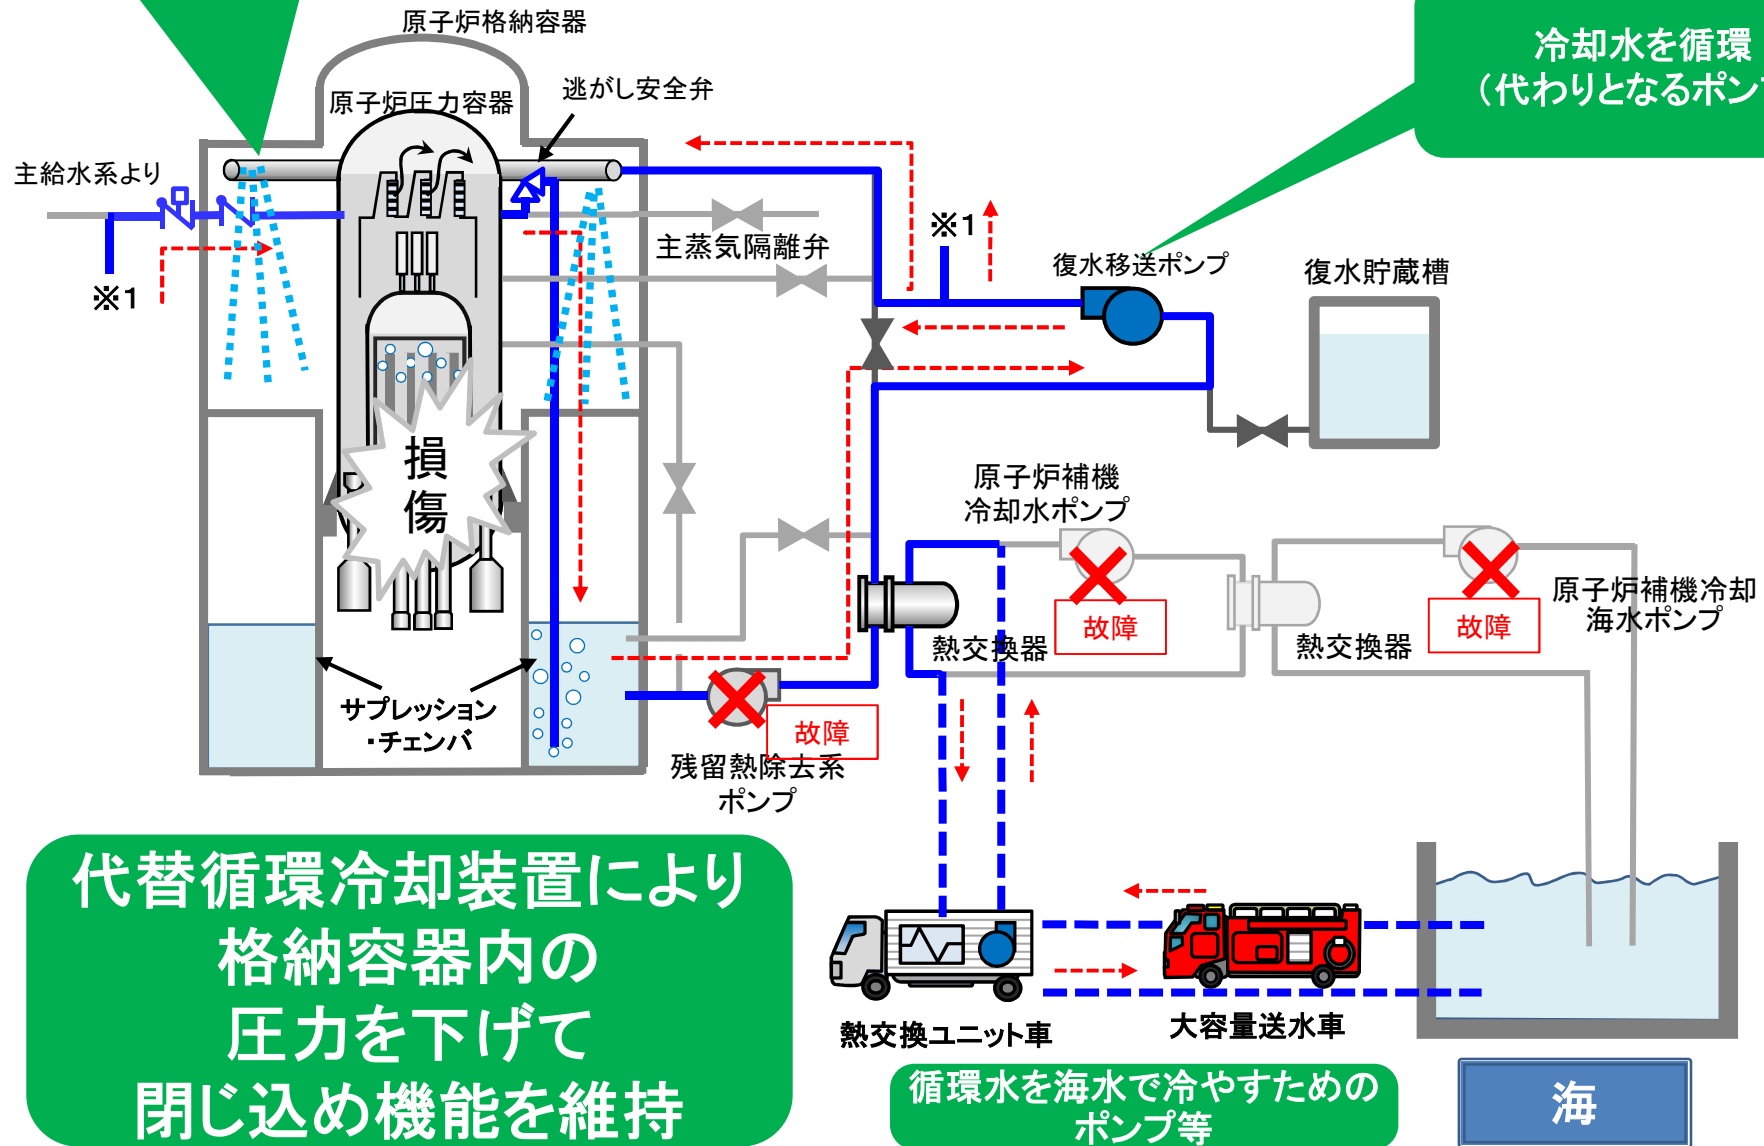 原子炉格納容器
冷却水を循環
(代わりとなるポン
原子炉圧力容器
逃がし安全弁
主給水系より
※1
主蒸気隔離弁
※1
復水移送ポンプ
復水貯蔵槽
損
傷
原子炉補機
冷却水ポンプ
故障
熱交換器
故障
熱交換器
原子炉補機冷却
海水ポンプ
サプレッション
・チェンバ
故障
残留熱除去系
ポンプ
代替循環冷却装置により
格納容器内の
圧力を下げて
閉じ込め機能を維持
熱交換ユニット車
大容量送水車
循環水を海水で冷やすための
ポンプ等
海